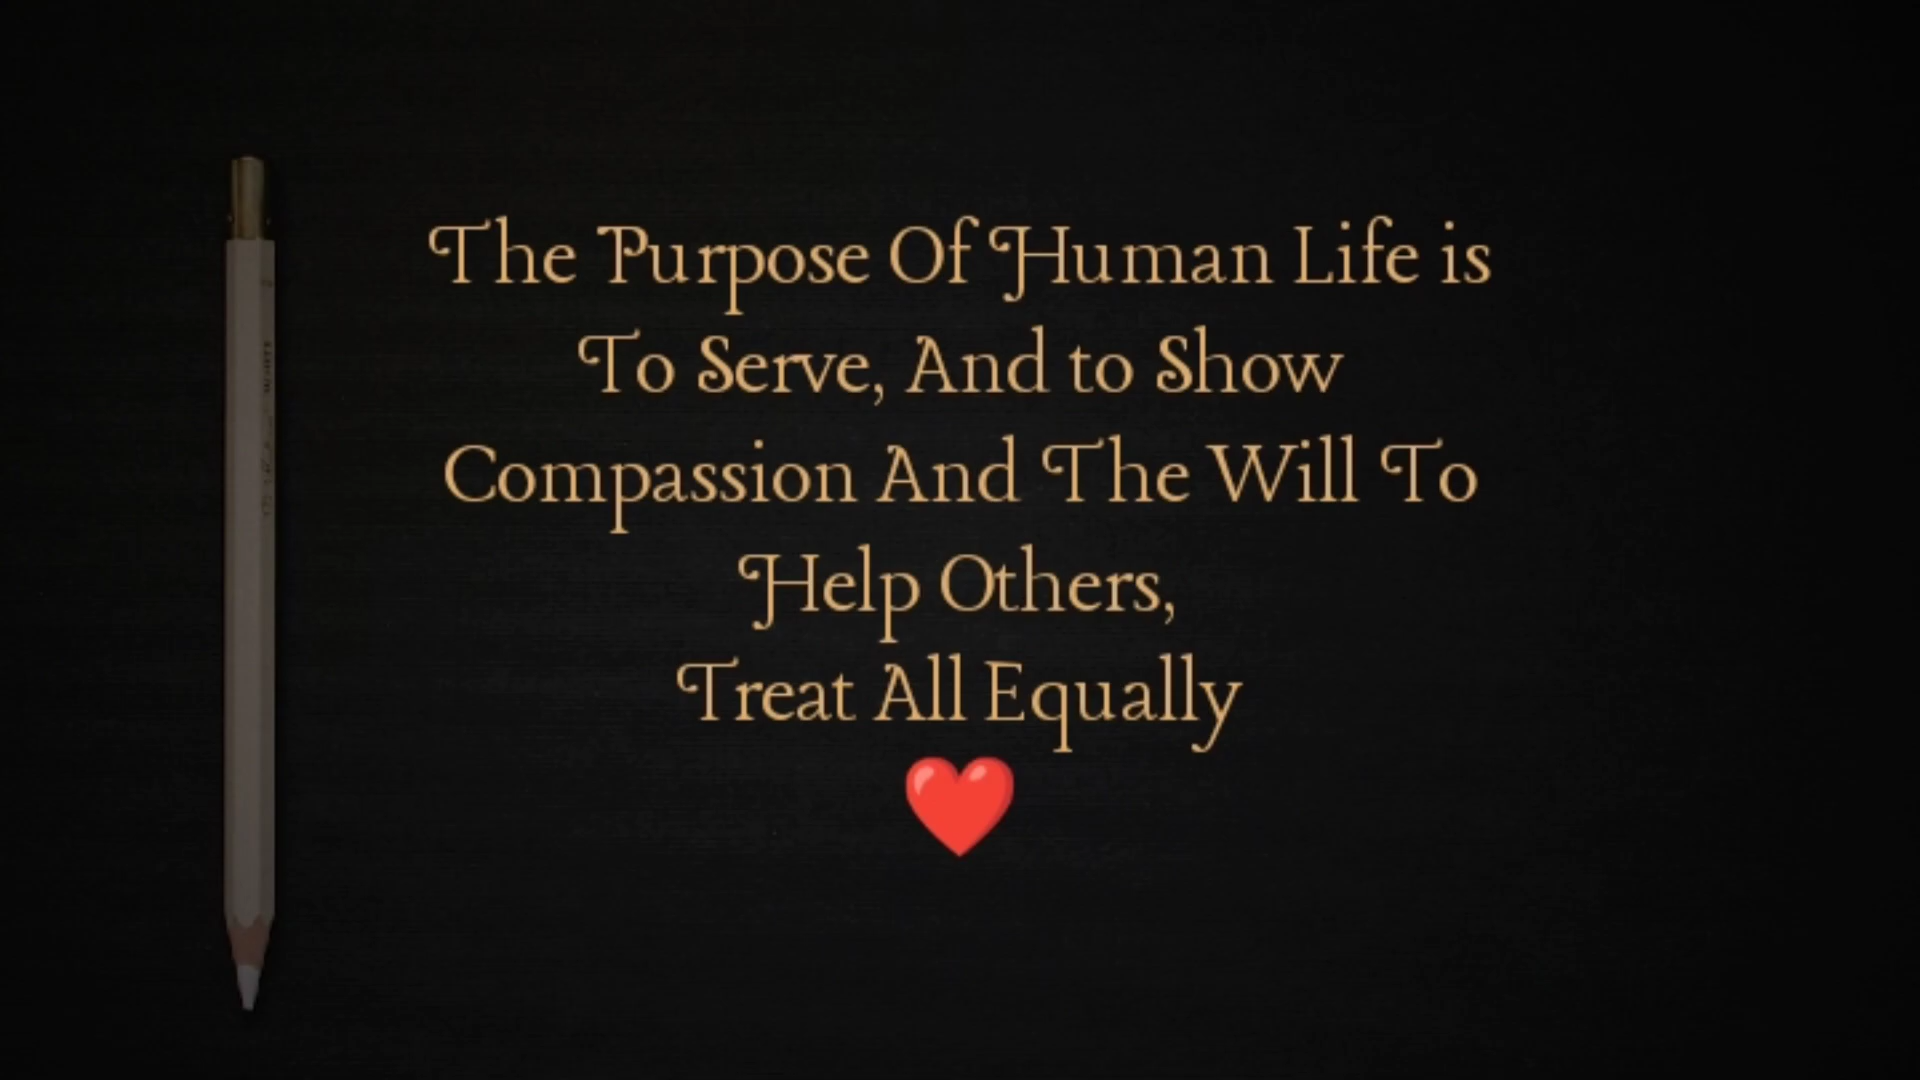 The Purpose Of Human Life is
To Serve, And to Show
Compassion And The Will To
Help Others,
Treat All Equally
❤️